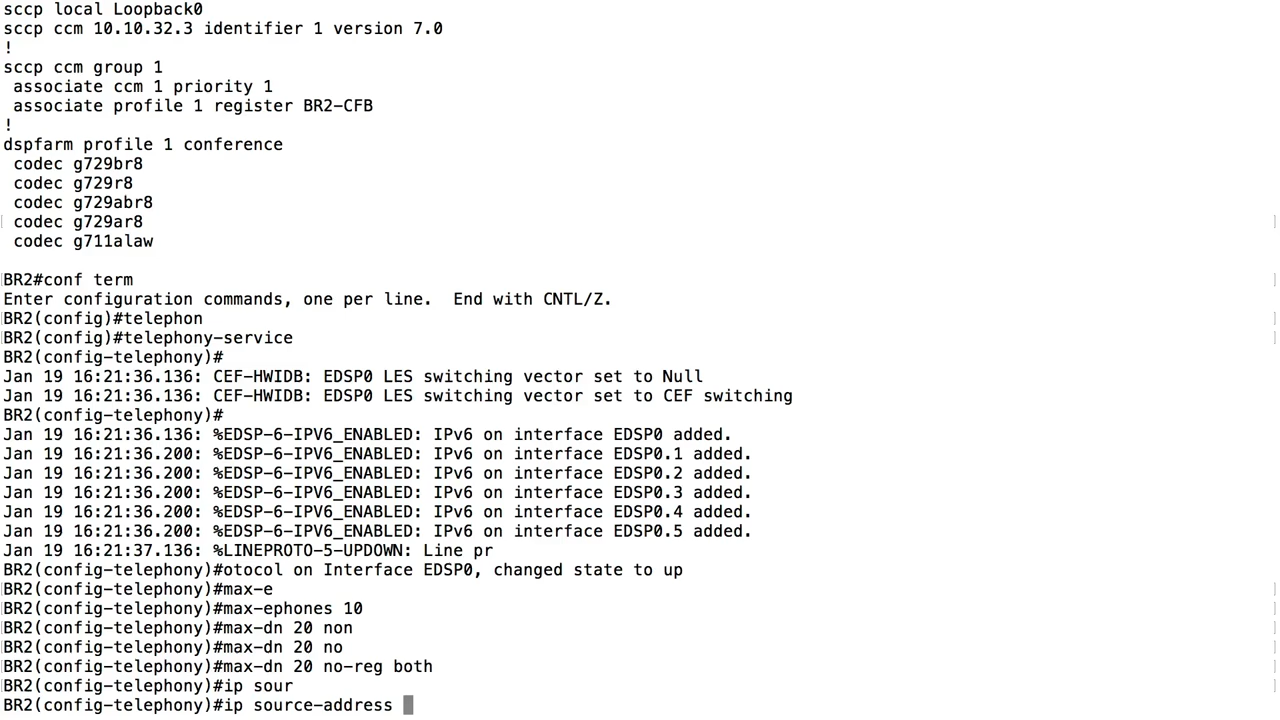 sccp local Loopback0
sccp ccm 10.10.32.3 identifier 1 version 7.0
!
sccp ccm group 1
 associate ccm 1 priority 1
 associate profile 1 register BR2-CFB
!
dspfarm profile 1 conference
 codec g729br8
 codec g729r8
 codec g729abr8
 codec g729ar8
 codec g711alaw

BR2#conf term
Enter configuration commands, one per line.  End with CNTL/Z.
BR2(config)#telephon
BR2(config)#telephony-service
BR2(config-telephony)#
Jan 19 16:21:36.136: CEF-HWIDB: EDSP0 LES switching vector set to Null
Jan 19 16:21:36.136: CEF-HWIDB: EDSP0 LES switching vector set to CEF switching
BR2(config-telephony)#
Jan 19 16:21:36.136: %EDSP-6-IPV6_ENABLED: IPv6 on interface EDSP0 added.
Jan 19 16:21:36.200: %EDSP-6-IPV6_ENABLED: IPv6 on interface EDSP0.1 added.
Jan 19 16:21:36.200: %EDSP-6-IPV6_ENABLED: IPv6 on interface EDSP0.2 added.
Jan 19 16:21:36.200: %EDSP-6-IPV6_ENABLED: IPv6 on interface EDSP0.3 added.
Jan 19 16:21:36.200: %EDSP-6-IPV6_ENABLED: IPv6 on interface EDSP0.4 added.
Jan 19 16:21:36.200: %EDSP-6-IPV6_ENABLED: IPv6 on interface EDSP0.5 added.
Jan 19 16:21:37.136: %LINEPROTO-5-UPDOWN: Line pr
BR2(config-telephony)#otocol on Interface EDSP0, changed state to up
BR2(config-telephony)#max-e
BR2(config-telephony)#max-ephones 10
BR2(config-telephony)#max-dn 20 non
BR2(config-telephony)#max-dn 20 no
BR2(config-telephony)#max-dn 20 no-reg both
BR2(config-telephony)#ip sour
BR2(config-telephony)#ip source-address